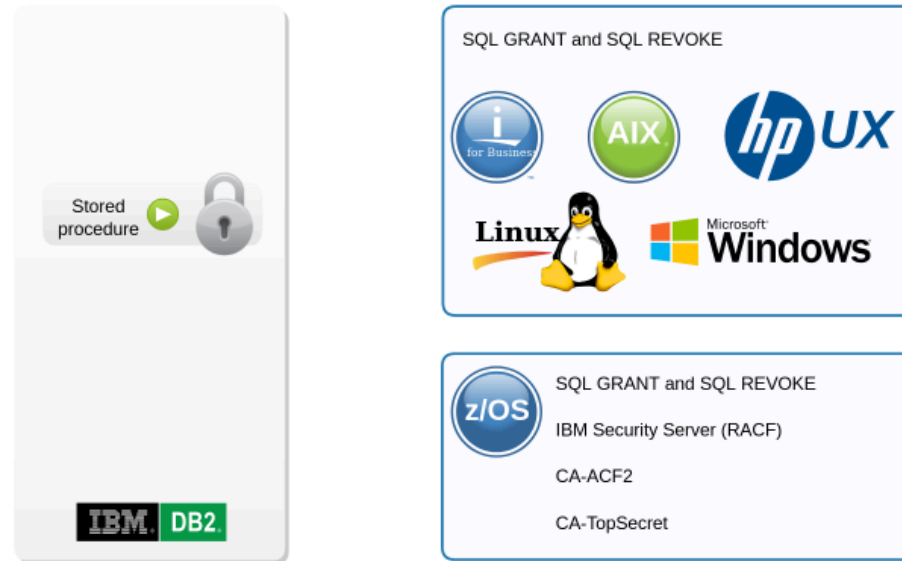 Stored
procedure
IBM. DB2.
SQL GRANT and SQL REVOKE
i
for Business
AIX
hp UX
Linux
Microsoft
Windows
z/OS
SQL GRANT and SQL REVOKE
IBM Security Server (RACF)
CA-ACF2
CA-TopSecret